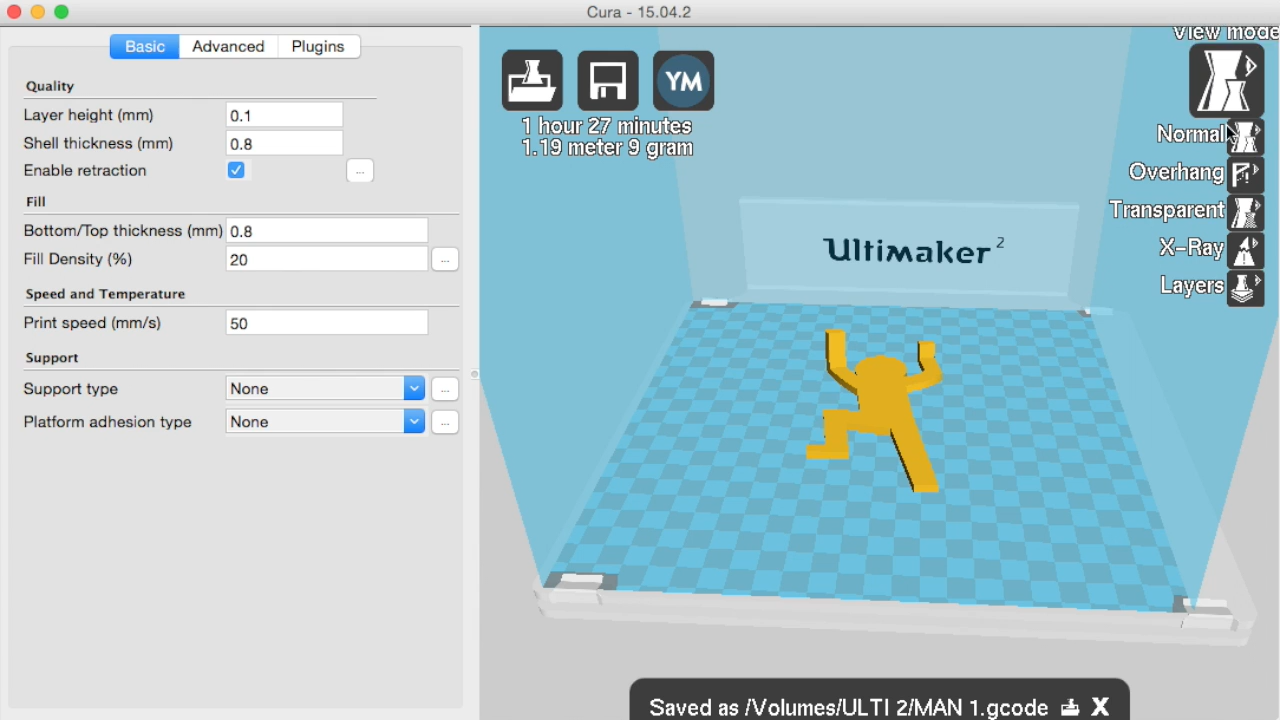 Cura - 15.04.2
Basic
Advanced
Plugins
Quality
Layer height (mm)
0.1
Shell thickness (mm)
0.8
Enable retraction
...
Fill
Bottom/Top thickness (mm)
0.8
Fill Density (%)
20
...
Speed and Temperature
Print speed (mm/s)
50
Support
Support type
None
...
Platform adhesion type
None
...
YM
1 hour 27 minutes
1.19 meter 9 gram
View mode
Normal
Overhang
Transparent
X-Ray
Layers
Ultimaker 2
Saved as /Volumes/ULTI 2/MAN 1.gcode X